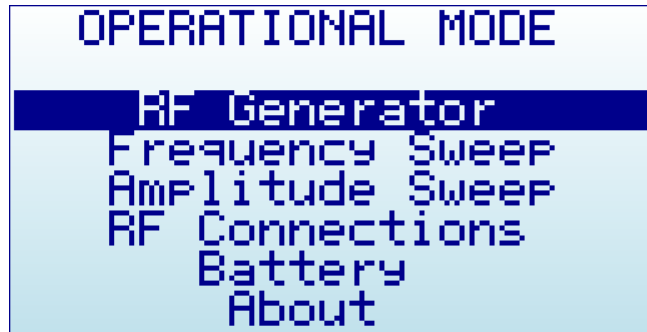 OPERATIONAL MODE
RF Generator
Frequency Sweep
Amplitude Sweep
RF Connections
Battery
About